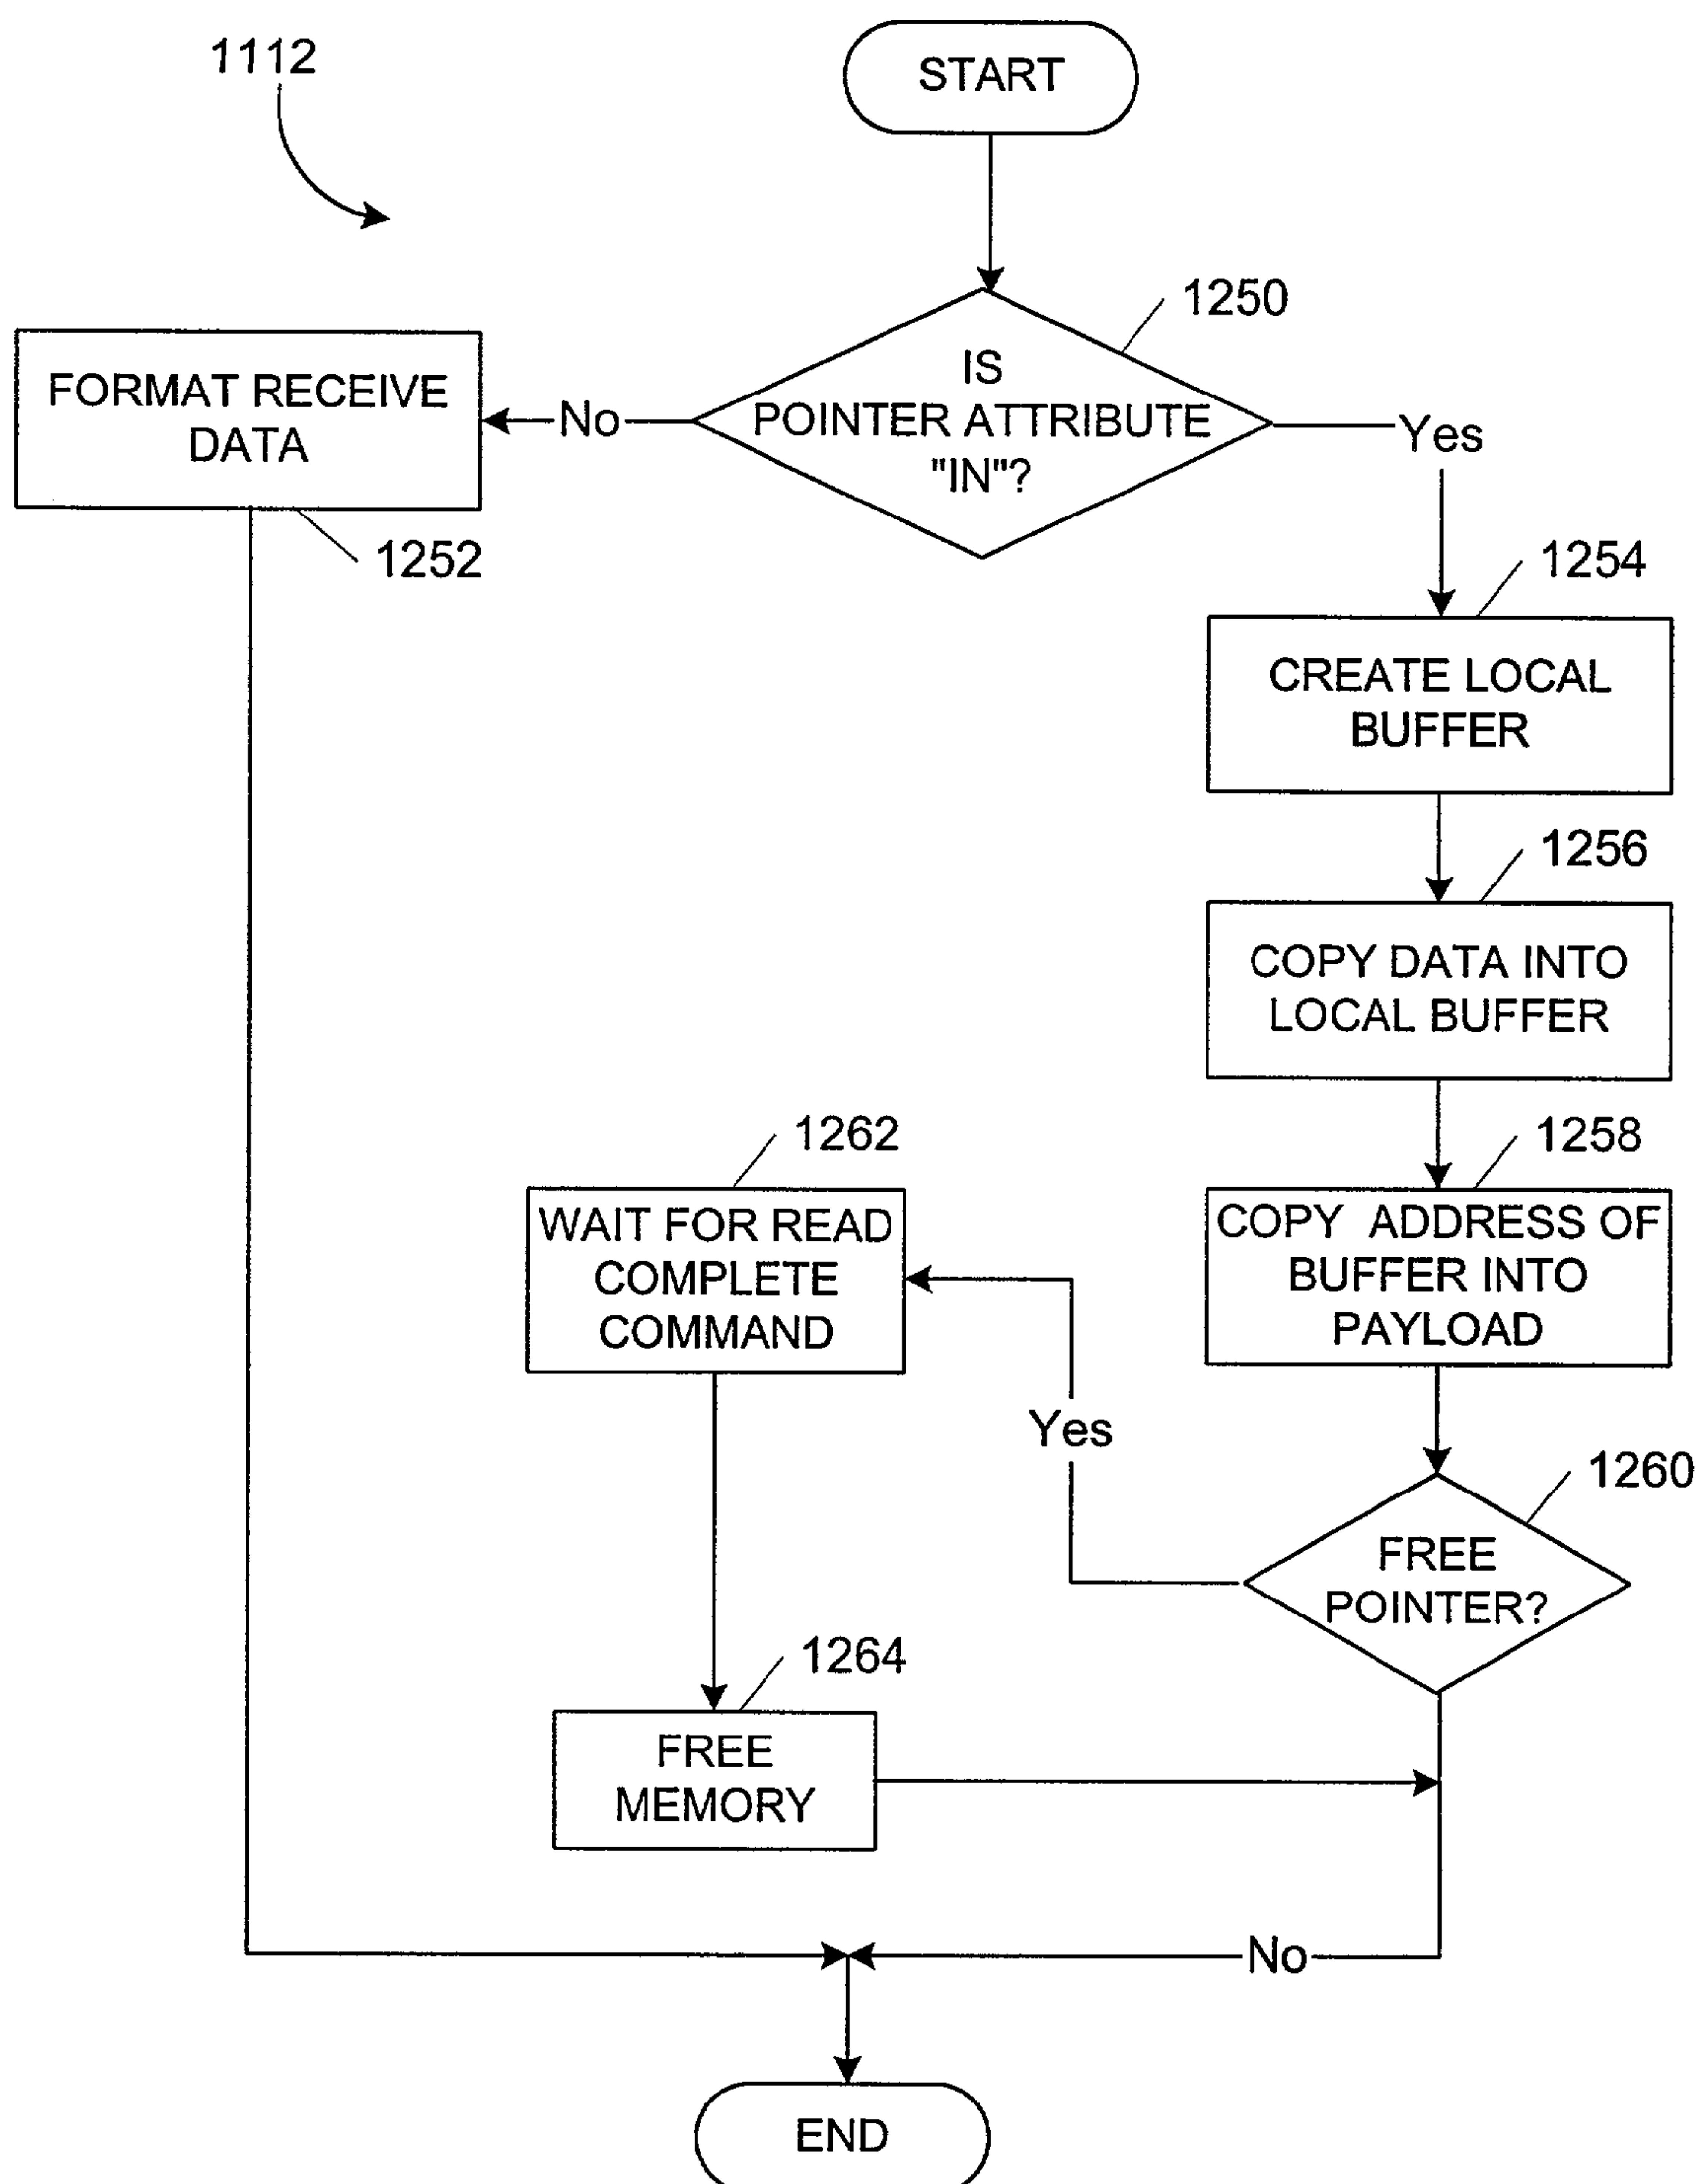 1112
START
1250
IS
POINTER ATTRIBUTE
"IN"?
No
Yes
FORMAT RECEIVE
DATA
1252
1254
CREATE LOCAL
BUFFER
1256
COPY DATA INTO
LOCAL BUFFER
1258
COPY ADDRESS OF
BUFFER INTO
PAYLOAD
1262
WAIT FOR READ
COMPLETE
COMMAND
Yes
1260
FREE
POINTER?
1264
FREE
MEMORY
No
END